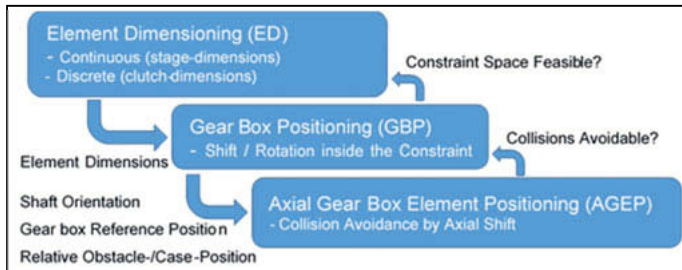 Element Dimensioning (ED)
- Continuous (stage-dimensions)
- Discrete (clutch-dimensions)
Constraint Space Feasible?
Gear Box Positioning (GBP)
- Shift / Rotation inside the Constraint
Collisions Avoidable?
Element Dimensions
Shaft Orientation
Gear box Reference Position
Relative Obstacle-/Case-Position
Axial Gear Box Element Positioning (AGEP)
- Collision Avoidance by Axial Shift